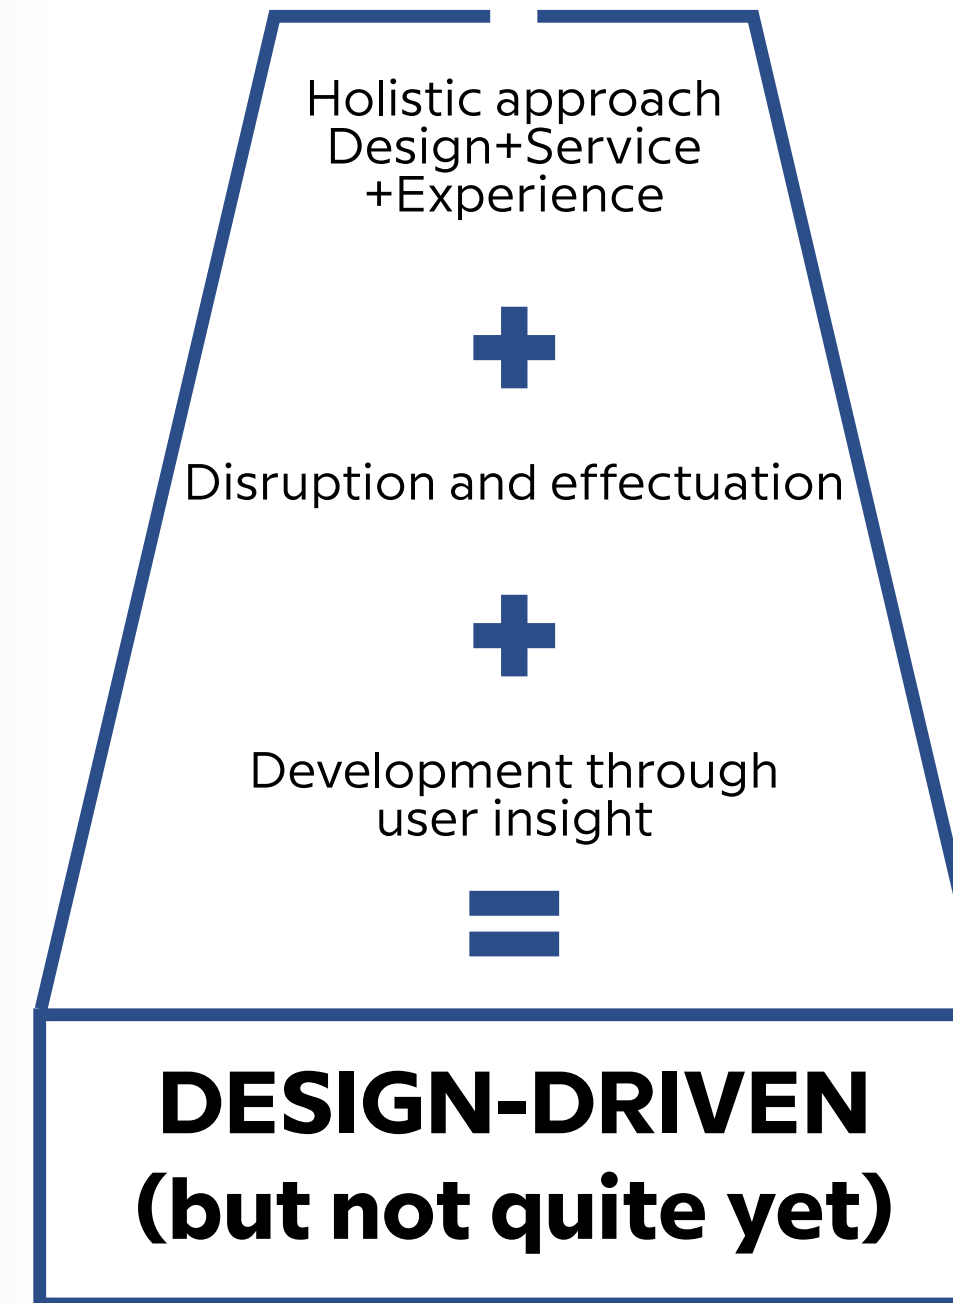 Holistic approach
Design+Service
+Experience
+
Disruption and effectuation
+
Development through
user insight
=
DESIGN-DRIVEN
(but not quite yet)